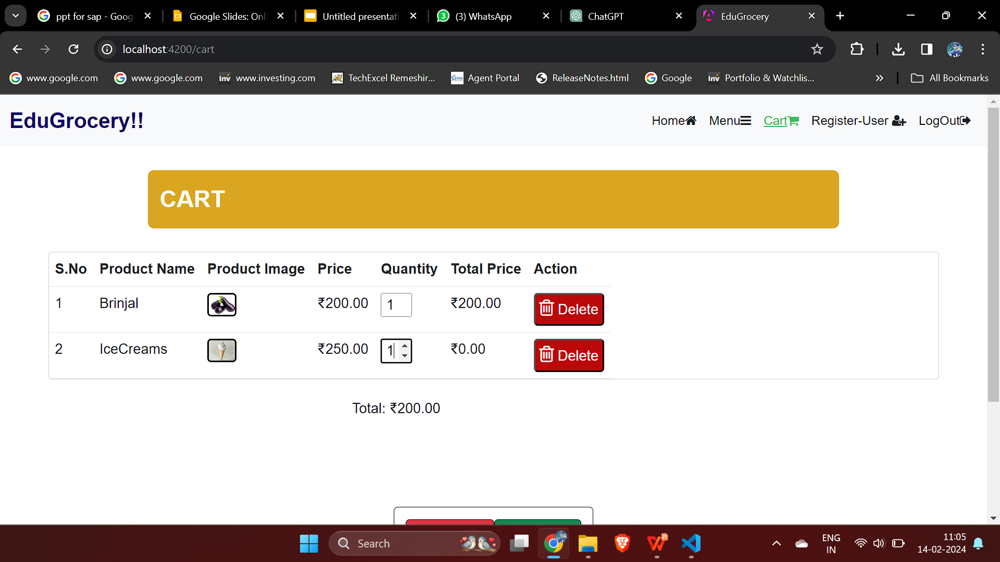 ppt for sap - Goog
Google Slides: Onli
Untitled presentati
(3) WhatsApp
ChatGPT
EduGrocery
localhost:4200/cart
www.google.com
www.google.com
Inv www.investing.com
TechExcel Remeshir...
Agent Portal
ReleaseNotes.html
Google
Inv Portfolio & Watchlis...
All Bookmarks
EduGrocery!!
Home
Menu
Cart
Register-User
LogOut
CART
S.No Product Name Product Image Price Quantity Total Price Action
1 Brinjal ₹200.00 1 ₹200.00 Delete
2 IceCreams ₹250.00 1 ₹0.00 Delete
Total: ₹200.00
Search
ENG
IN
11:05
14-02-2024